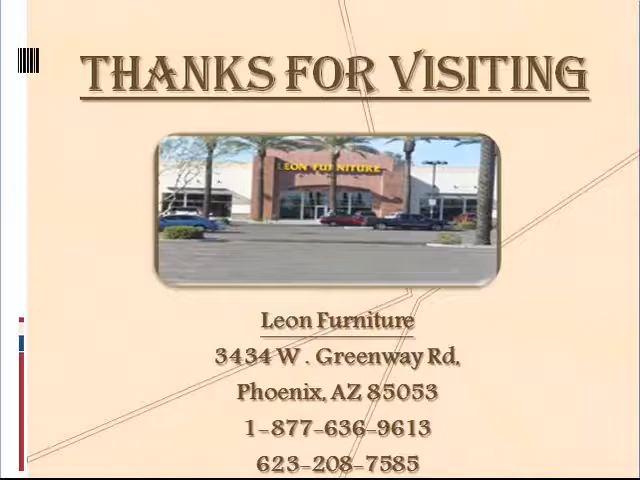 THANKS FOR VISITING
LEON FURNITURE
Leon Furniture
3434 W . Greenway Rd,
Phoenix, AZ 85053
1-877-636-9613
623-208-7585